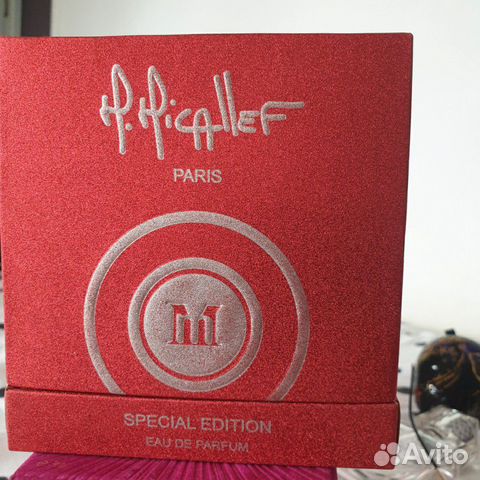 M. Micallef
PARIS
M
SPECIAL EDITION
EAU DE PARFUM
Avito